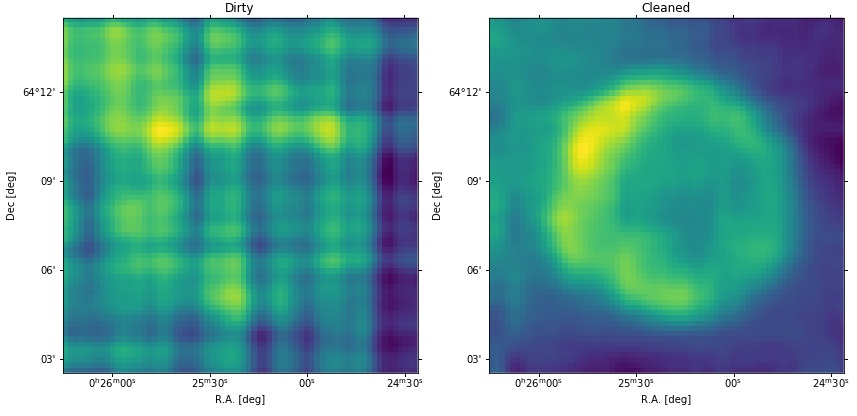 Dirty
Cleaned
64°12'
09'
06'
03'
Dec [deg]
0ʰ26ᵐ00ˢ
25ᵐ30ˢ
00ˢ
24ᵐ30ˢ
R.A. [deg]
64°12'
09'
06'
03'
Dec [deg]
0ʰ26ᵐ00ˢ
25ᵐ30ˢ
00ˢ
24ᵐ30ˢ
R.A. [deg]